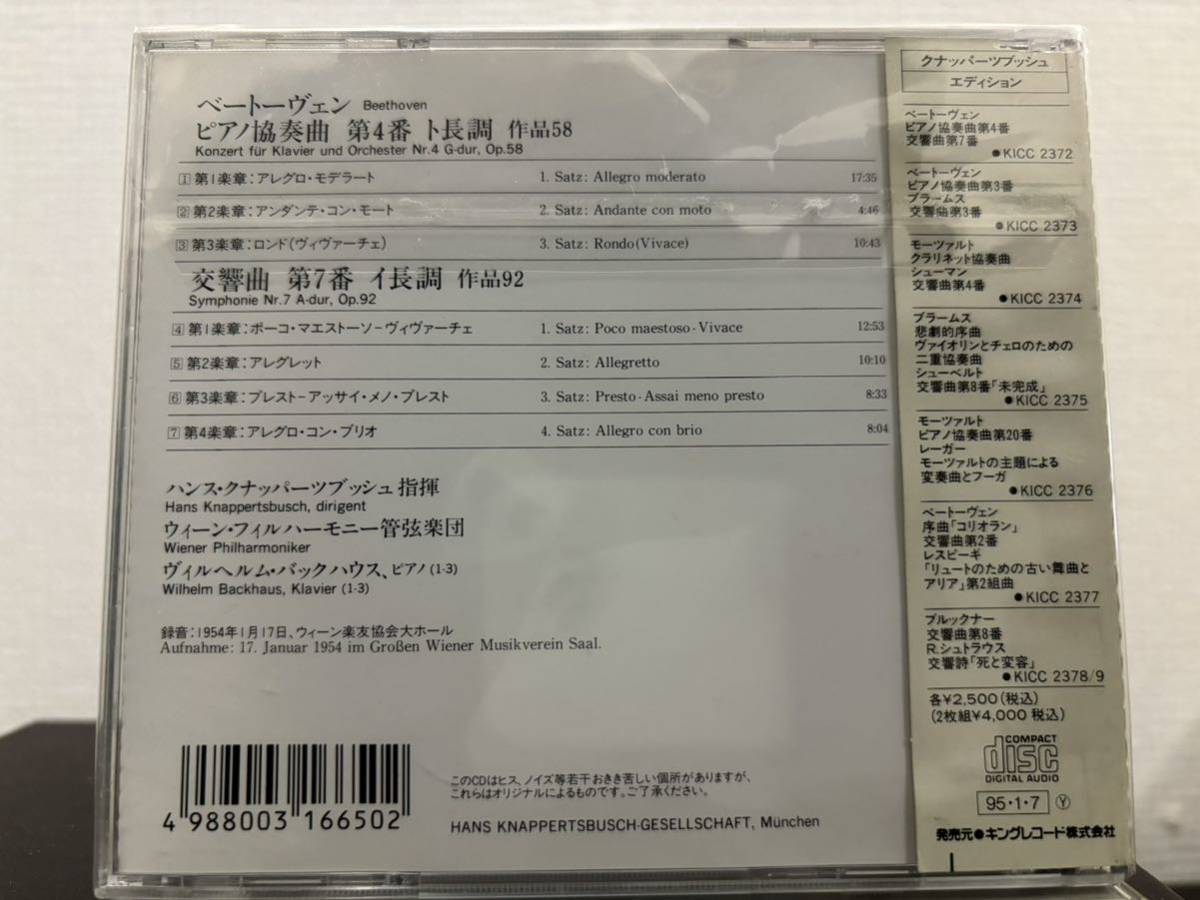 ベートーヴェン Beethoven
ピアノ協奏曲 第4番 ト長調 作品58
Konzert für Klavier und Orchester Nr.4 G-dur, Op.58
1 第1楽章：アレグロ・モデラート 1. Satz: Allegro moderato 17:35
2 第2楽章：アンダンテ・コン・モート 2. Satz: Andante con moto 4:46
3 第3楽章：ロンド(ヴィヴァーチェ) 3. Satz: Rondo(Vivace) 10:43
交響曲 第7番 イ長調 作品92
Symphonie Nr.7 A-dur, Op.92
4 第1楽章：ポーコ・マエストーソ－ヴィヴァーチェ 1. Satz: Poco maestoso-Vivace 12:53
5 第2楽章：アレグレット 2. Satz: Allegretto 10:10
6 第3楽章：プレスト－アッサイ・メノ・プレスト 3. Satz: Presto-Assai meno presto 8:33
7 第4楽章：アレグロ・コン・ブリオ 4. Satz: Allegro con brio 8:04
ハンス・クナッパーツブッシュ指揮
Hans Knappertsbusch, dirigent
ウィーン・フィルハーモニー管弦楽団
Wiener Philharmoniker
ヴィルヘルム・バックハウス、ピアノ(1-3)
Wilhelm Backhaus, Klavier (1-3)
録音：1954年1月17日、ウィーン楽友協会大ホール
Aufnahme: 17. Januar 1954 im Großen Wiener Musikverein Saal.
4 988003 166502
このCDはヒス、ノイズ等若干おきき苦しい個所がありますが、
これらはオリジナルによるものです。ご了承ください。
HANS KNAPPERTSBUSCH-GESELLSCHAFT, München
クナッパーツブッシュ
エディション
ベートーヴェン
ピアノ協奏曲第4番
交響曲第7番
●KICC 2372
ベートーヴェン
ピアノ協奏曲第3番
ブラームス
交響曲第3番
●KICC 2373
モーツァルト
クラリネット協奏曲
シューマン
交響曲第4番
●KICC 2374
ブラームス
悲劇的序曲
ヴァイオリンとチェロのための
二重協奏曲
シューベルト
交響曲第8番「未完成」
●KICC 2375
モーツァルト
ピアノ協奏曲第20番
レーガー
モーツァルトの主題による
変奏曲とフーガ
●KICC 2376
ベートーヴェン
序曲「コリオラン」
交響曲第2番
レスピーギ
「リュートのための古い舞曲と
アリア」第2組曲
●KICC 2377
ブルックナー
交響曲第8番
R.シュトラウス
交響詩「死と変容」
●KICC 2378/9
各¥2,500(税込)
(2枚組¥4,000 税込)
COMPACT
disc
DIGITAL AUDIO
95・1・7 Ⓨ
発売元●キングレコード株式会社